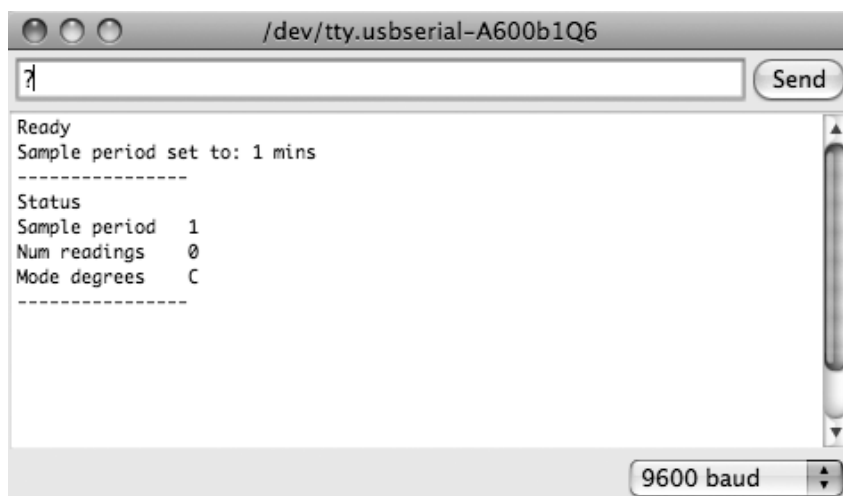 /dev/tty.usbserial-A600b1Q6
?
Send
Ready
Sample period set to: 1 mins
----------------
Status
Sample period   1
Num readings    0
Mode degrees    C
----------------
9600 baud